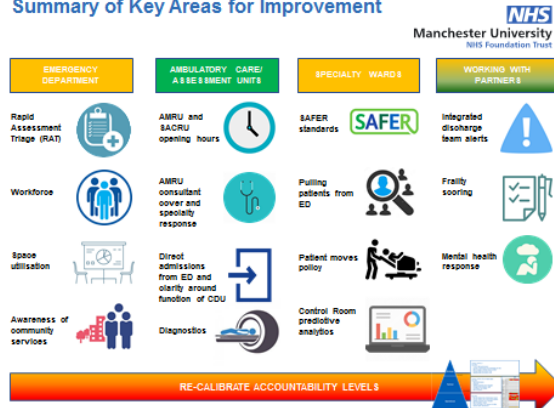 Summary of Key Areas for Improvement
NHS
Manchester University
NHS Foundation Trust
EMERGENCY
DEPARTMENT
AMBULATORY CARE/
ASSESSMENT UNITS
SPECIALTY WARDS
WORKING WITH
PARTNERS
Rapid
Assessment
Triage (RAT)
AMRU and
SACRU
opening hours
SAFER
standards
SAFER
Integrated
discharge
team alerts
Workforce
AMRU
consultant
cover and
specialty
response
Pulling
patients from
ED
Frailty
scoring
Space
utilisation
Direct
admissions
from ED and
clarity around
function of CDU
Patient moves
policy
Mental health
response
Awareness of
community
services
Diagnostics
Control Room
predictive
analytics
RE-CALIBRATE ACCOUNTABILITY LEVELS